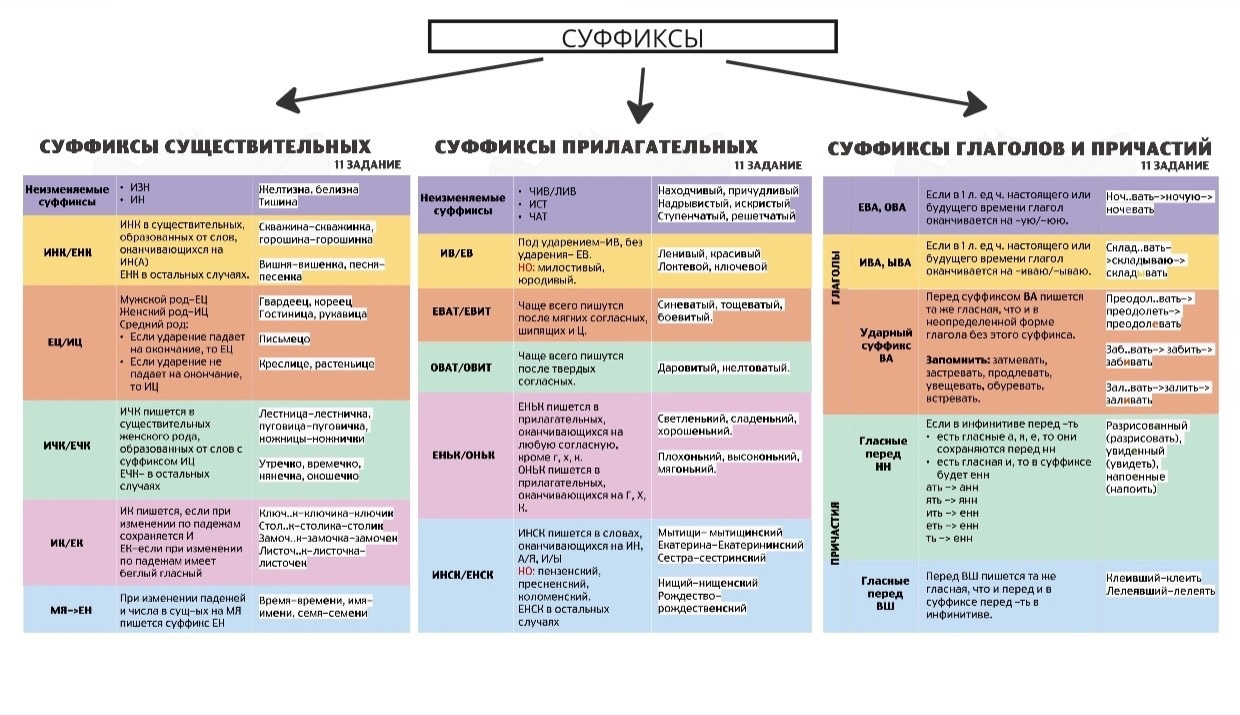 СУФФИКСЫ
СУФФИКСЫ СУЩЕСТВИТЕЛЬНЫХ
11 ЗАДАНИЕ
Неизменяемые
суффиксы
• ИЗН
• ИН
Желтизна, белизна
Тишина
ИНК/ЕНК
ИНК в существительных,
образованных от слов,
оканчивающихся на
ИН(А)
ЕНК в остальных случаях.
Скважина-скважинка,
горошина-горошинка
Вишня-вишенка, песня-
песенка
ЕЦ/ИЦ
Мужской род-ЕЦ
Женский род-ИЦ
Средний род:
• Если ударение падает
на окончание, то ЕЦ
• Если ударение не
падает на окончание,
то ИЦ
Гвардеец, кореец
Гостиница, рукавица
Письмецо
Креслице, растеньице
ИЧК/ЕЧК
ИЧК пишется в
существительных
женского рода,
образованных от слов с
суффиксом ИЦ
ЕЧК- в остальных
случаях
Лестница-лестничка,
пуговица-пуговичка,
ножницы-ножнички
Утречко, времечко,
нянечка, окошечко
ИК/ЕК
ИК пишется, если при
изменении по падежам
сохраняется И
ЕК-если при изменении
по падежам имеет
беглый гласный
Ключ..к-ключика-ключик
Стол..к-столика-столик
Замоч..к-замочка-замочек
Листоч..к-листочка-
листочек
МЯ->ЕН
При изменении падежей
и числа в сущ-ых на МЯ
пишется суффикс ЕН
Время-времени, имя-
имени, семя-семени
СУФФИКСЫ ПРИЛАГАТЕЛЬНЫХ
11 ЗАДАНИЕ
Неизменяемые
суффиксы
• ЧИВ/ЛИВ
• ИСТ
• ЧАТ
Находчивый, причудливый
Надрывистый, искристый
Ступенчатый, решетчатый
ИВ/ЕВ
Под ударением-ИВ, без
ударения- ЕВ.
НО: милостивый,
юродивый.
Ленивый, красивый
Локтевой, ключевой
ЕВАТ/ЕВИТ
Чаще всего пишутся
после мягких согласных,
шипящих и Ц.
Синеватый, тощеватый,
боевитый.
ОВАТ/ОВИТ
Чаще всего пишутся
после твердых
согласных.
Даровитый, желтоватый.
ЕНЬК/ОНЬК
ЕНЬК пишется в
прилагательных,
оканчивающихся на
любую согласную,
кроме г, х, к.
ОНЬК пишется в
прилагательных,
оканчивающихся на Г, Х,
К.
Светленький, сладенький,
хорошенький.
Плохонький, высоконький,
мягонький.
ИНСК/ЕНСК
ИНСК пишется в словах,
оканчивающихся на ИН,
А/Я, И/Ы
НО: пензенский,
пресненский,
коломенский.
ЕНСК в остальных
случаях
Мытищи- мытищинский
Екатерина-Екатерининский
Сестра-сестринский
Нищий-нищенский
Рождество-
рождественский
СУФФИКСЫ ГЛАГОЛОВ И ПРИЧАСТИЙ
11 ЗАДАНИЕ
ГЛАГОЛЫ
ЕВА, ОВА
Если в 1 л. ед ч. настоящего или
будущего времени глагол
оканчивается на -ую/-юю.
Ноч..вать->ночую->
ночевать
ИВА, ЫВА
Если в 1 л. ед ч. настоящего или
будущего времени глагол
оканчивается на -иваю/-ываю.
Склад..вать-
>складываю->
складывать
Ударный
суффикс
ВА
Перед суффиксом ВА пишется
та же гласная, что и в
неопределенной форме
глагола без этого суффикса.
Запомнить: затмевать,
застревать, продлевать,
увещевать, обуревать,
встревать.
Преодол..вать->
преодолеть->
преодолевать
Заб..вать-> забить->
забивать
Зал..вать->залить->
заливать
ПРИЧАСТИЯ
Гласные
перед
НН
Если в инфинитиве перед -ть
• есть гласные а, я, е, то они
сохраняются перед нн
• есть гласная и, то в суффиксе
будет енн
ать -> анн
ять -> янн
ить -> енн
еть -> енн
ть -> енн
Разрисованный
(разрисовать),
увиденный
(увидеть),
напоенные
(напоить)
Гласные
перед
ВШ
Перед ВШ пишется та же
гласная, что и перед и в
суффиксе перед -ть в
инфинитиве.
Клеивший-клеить
Лелеявший-лелеять